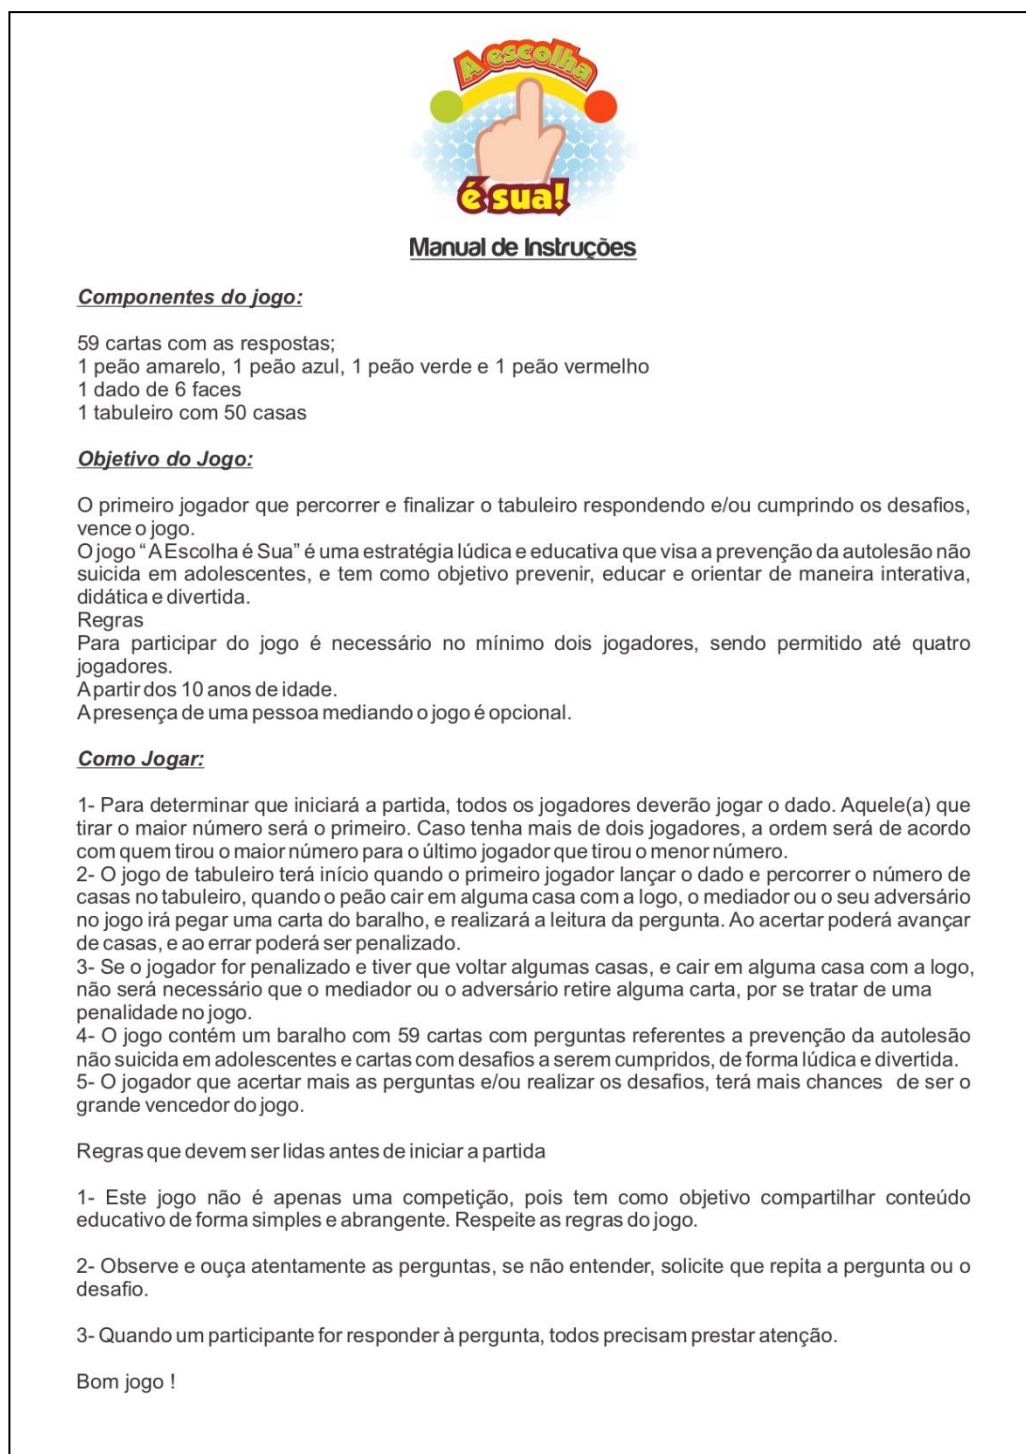 A escolha
é sua!
Manual de Instruções
Componentes do jogo:
59 cartas com as respostas;
1 peão amarelo, 1 peão azul, 1 peão verde e 1 peão vermelho
1 dado de 6 faces
1 tabuleiro com 50 casas
Objetivo do Jogo:
O primeiro jogador que percorrer e finalizar o tabuleiro respondendo e/ou cumprindo os desafios,
vence o jogo.
O jogo “A Escolha é Sua” é uma estratégia lúdica e educativa que visa a prevenção da autolesão não
suicida em adolescentes, e tem como objetivo prevenir, educar e orientar de maneira interativa,
didática e divertida.
Regras
Para participar do jogo é necessário no mínimo dois jogadores, sendo permitido até quatro
jogadores.
A partir dos 10 anos de idade.
A presença de uma pessoa mediando o jogo é opcional.
Como Jogar:
1- Para determinar que iniciará a partida, todos os jogadores deverão jogar o dado. Aquele(a) que
tirar o maior número será o primeiro. Caso tenha mais de dois jogadores, a ordem será de acordo
com quem tirou o maior número para o último jogador que tirou o menor número.
2- O jogo de tabuleiro terá início quando o primeiro jogador lançar o dado e percorrer o número de
casas no tabuleiro, quando o peão cair em alguma casa com a logo, o mediador ou o seu adversário
no jogo irá pegar uma carta do baralho, e realizará a leitura da pergunta. Ao acertar poderá avançar
de casas, e ao errar poderá ser penalizado.
3- Se o jogador for penalizado e tiver que voltar algumas casas, e cair em alguma casa com a logo,
não será necessário que o mediador ou o adversário retire alguma carta, por se tratar de uma
penalidade no jogo.
4- O jogo contém um baralho com 59 cartas com perguntas referentes a prevenção da autolesão
não suicida em adolescentes e cartas com desafios a serem cumpridos, de forma lúdica e divertida.
5- O jogador que acertar mais as perguntas e/ou realizar os desafios, terá mais chances de ser o
grande vencedor do jogo.
Regras que devem ser lidas antes de iniciar a partida
1- Este jogo não é apenas uma competição, pois tem como objetivo compartilhar conteúdo
educativo de forma simples e abrangente. Respeite as regras do jogo.
2- Observe e ouça atentamente as perguntas, se não entender, solicite que repita a pergunta ou o
desafio.
3- Quando um participante for responder à pergunta, todos precisam prestar atenção.
Bom jogo !